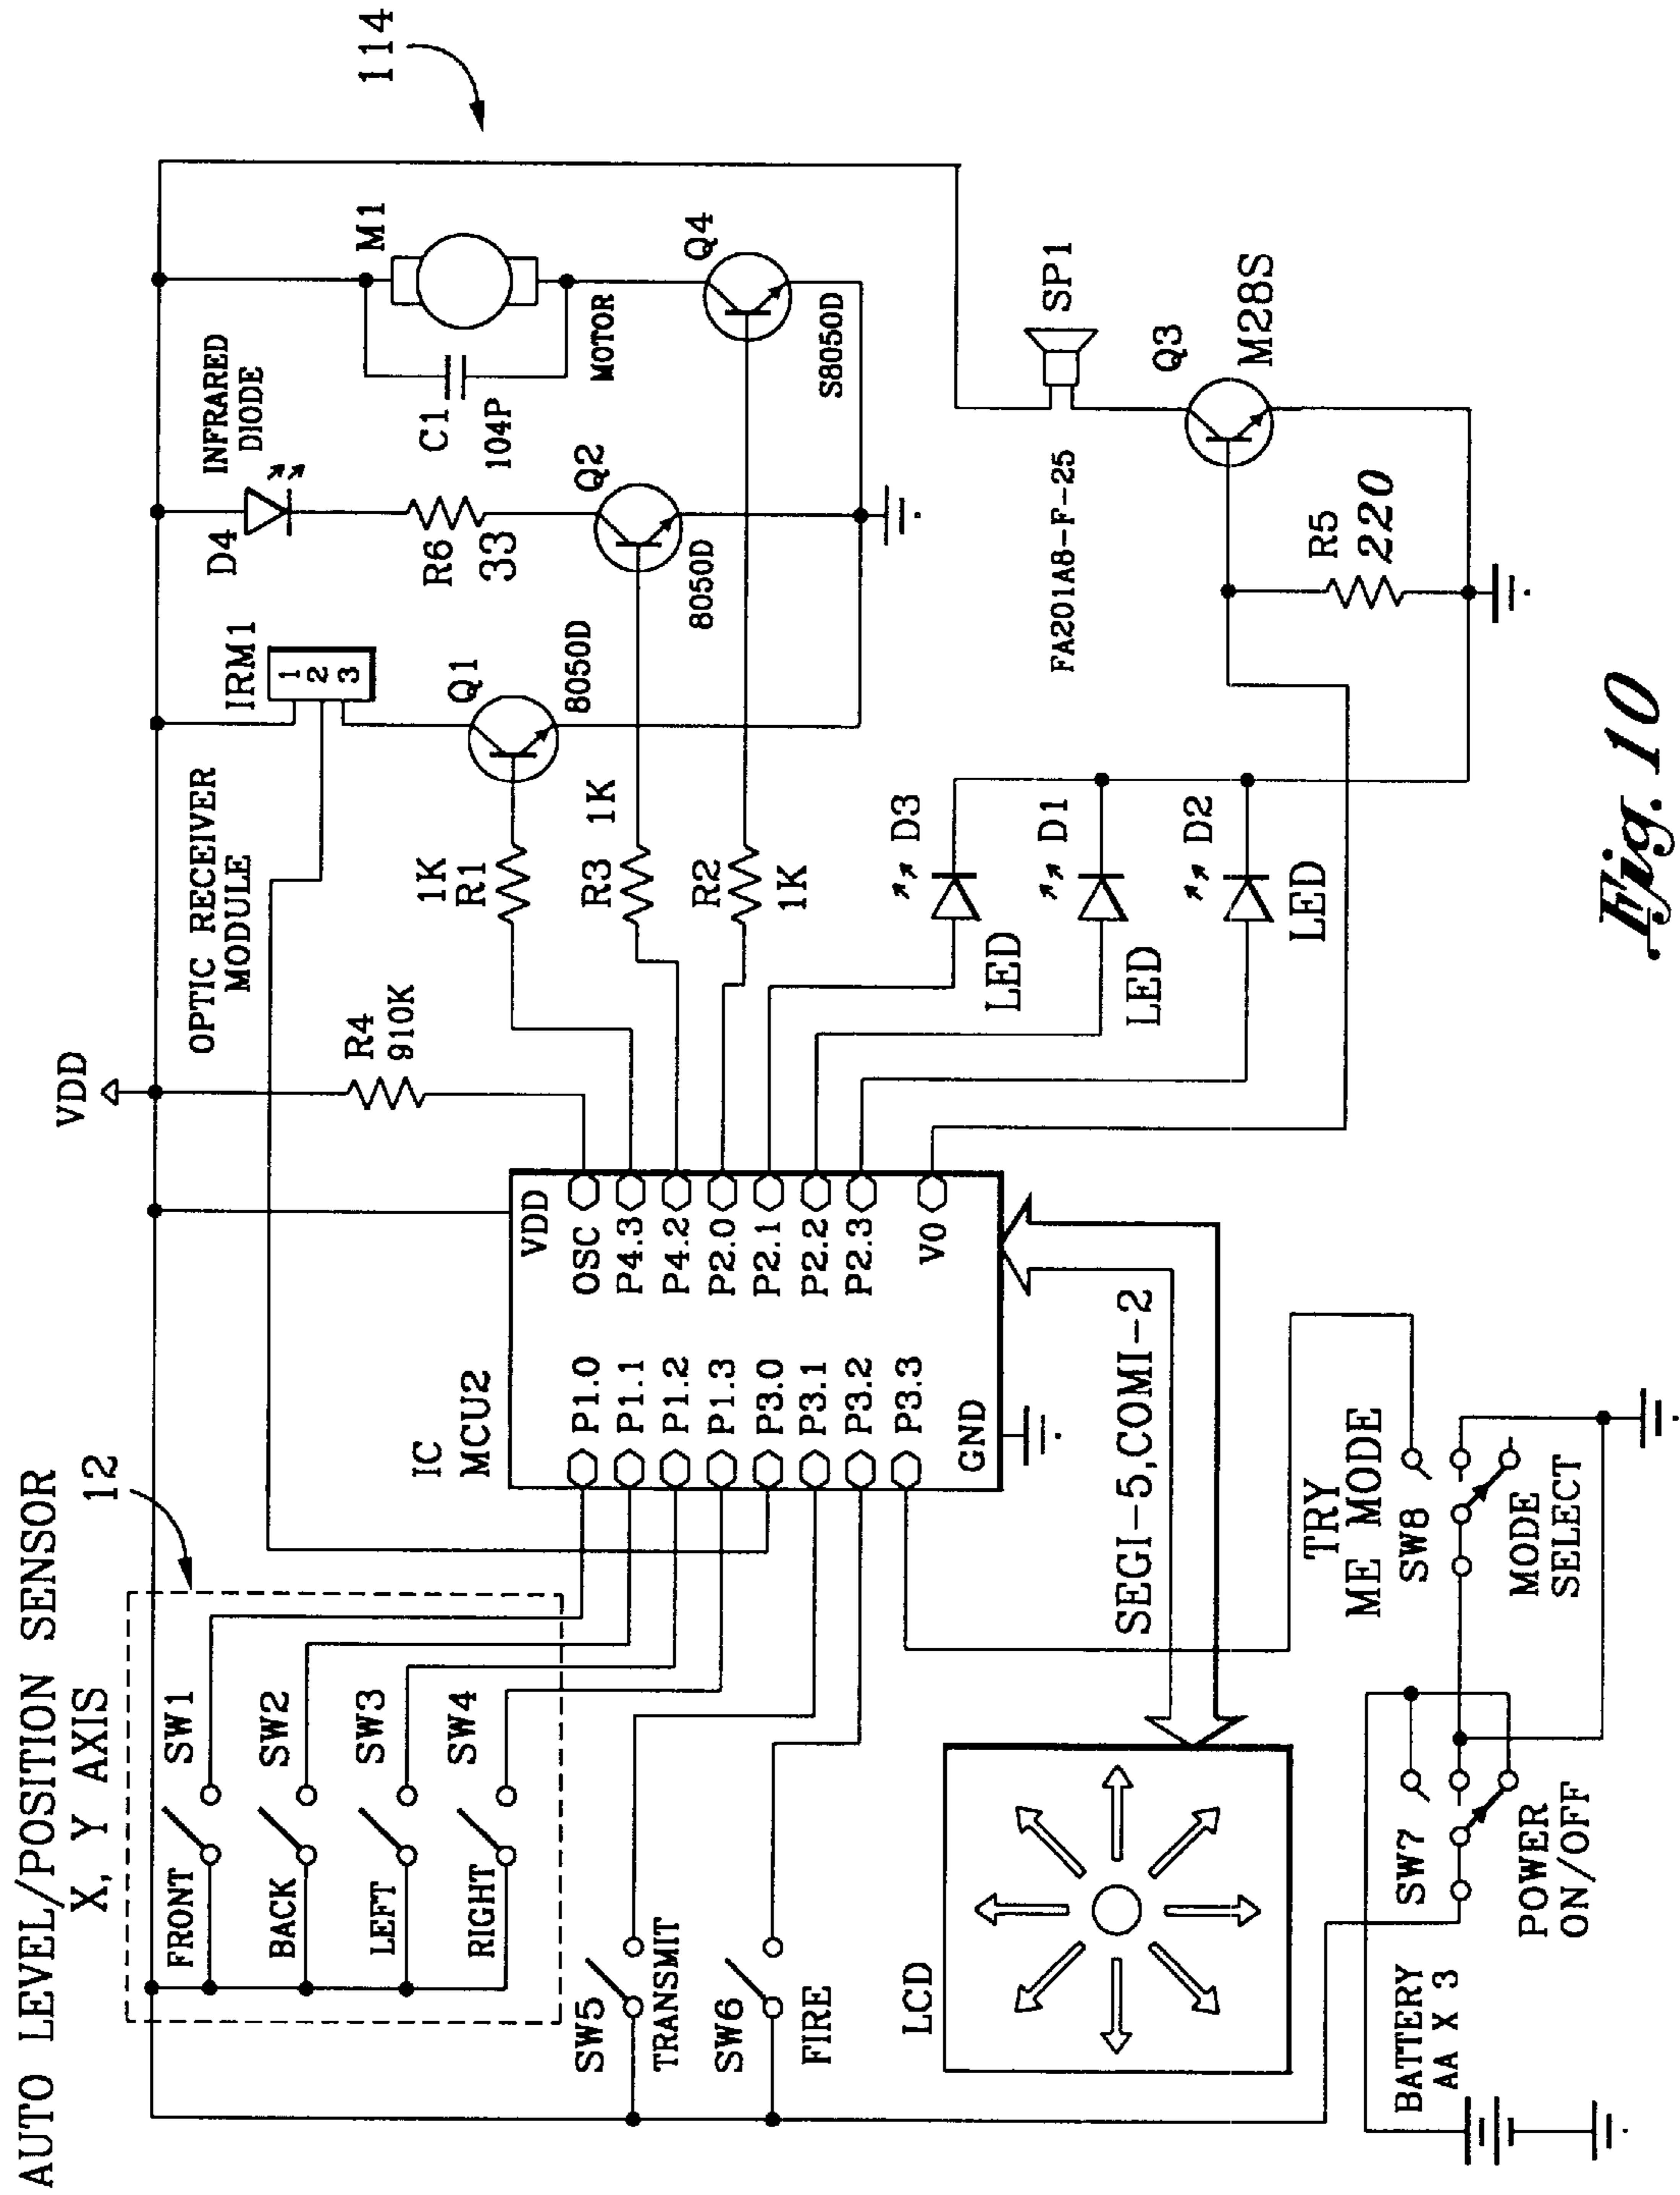 AUTO LEVEL/POSITION SENSOR
X, Y AXIS
12
VDD
114
FRONT
SW1
BACK
SW2
LEFT
SW3
RIGHT
SW4
SW5
TRANSMIT
SW6
FIRE
IC
MCU2
VDD
P1.0
P1.1
P1.2
P1.3
P3.0
P3.1
P3.2
P3.3
GND
OSC
P4.3
P4.2
P2.0
P2.1
P2.2
P2.3
VO
R4
910K
OPTIC RECEIVER
MODULE
IRM1
1
2
3
1K
R1
Q1
8050D
R3
1K
R2
1K
D4
INFRARED
DIODE
R6
33
Q2
8050D
C1
104P
M1
MOTOR
Q4
S8050D
D3
LED
D1
LED
D2
LED
SP1
FA201A8-F-25
Q3
M28S
R5
220
LCD
SEGI-5,COMI-2
BATTERY
AA X 3
SW7
POWER
ON/OFF
TRY
ME MODE
SW8
MODE
SELECT
Fig. 10